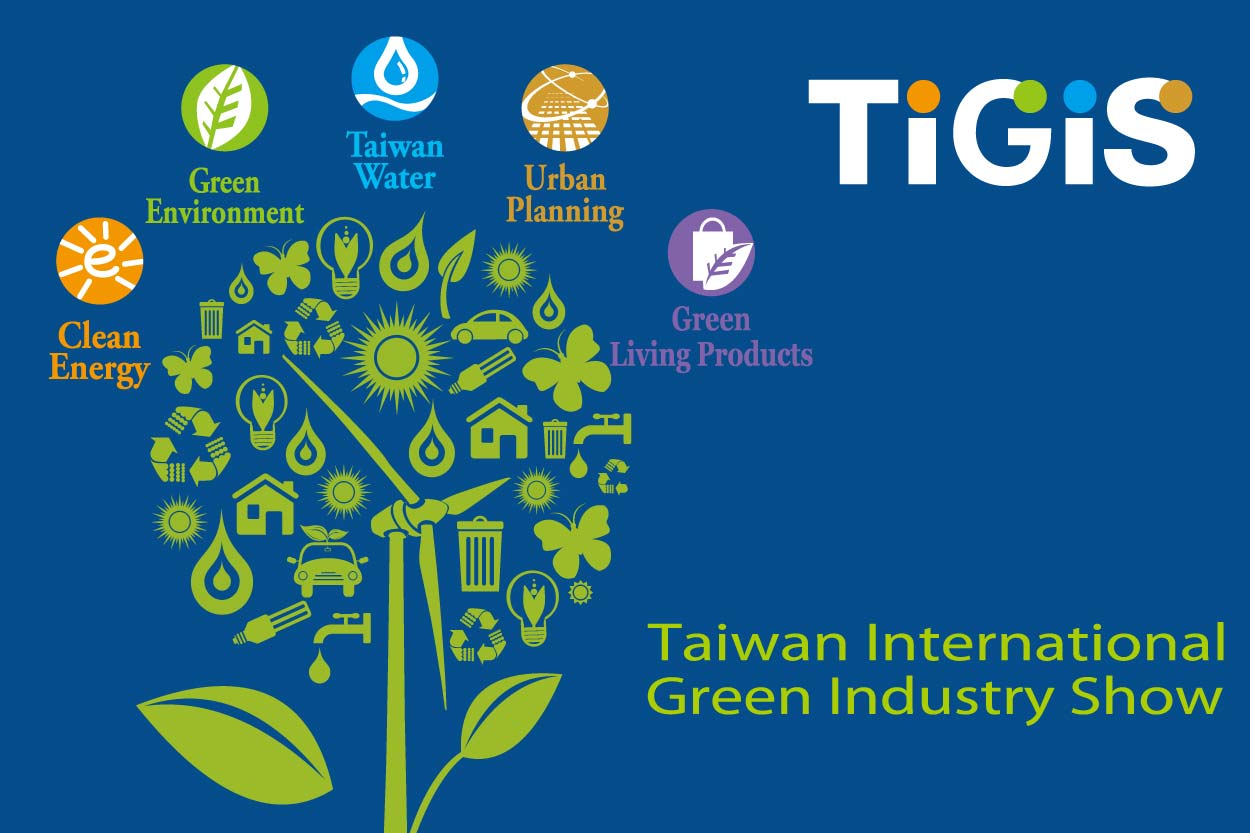 TiGiS
Taiwan
Water
Green
Environment
Urban
Planning
e
Clean
Energy
Green
Living Products
Taiwan International
Green Industry Show